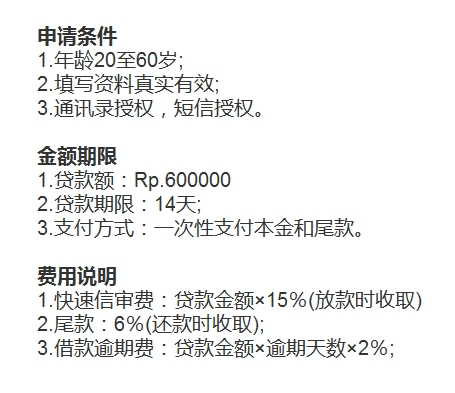 申请条件
1.年龄20至60岁;
2.填写资料真实有效;
3.通讯录授权，短信授权。
金额期限
1.贷款额：Rp.600000
2.贷款期限：14天;
3.支付方式：一次性支付本金和尾款。
费用说明
1.快速信审费：贷款金额×15％(放款时收取)
2.尾款：6％(还款时收取);
3.借款逾期费：贷款金额×逾期天数×2％;